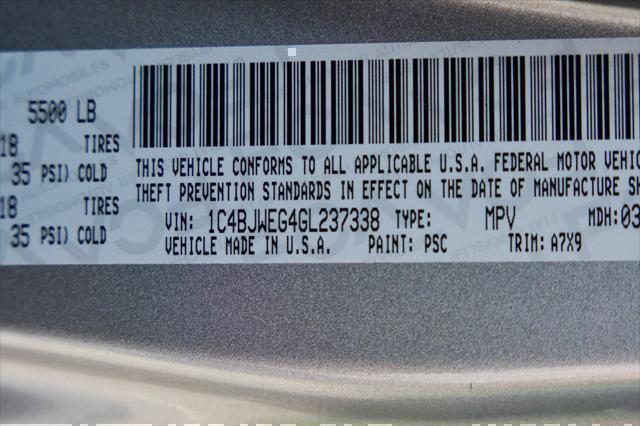 5500 LB
18 TIRES
35 PSI) COLD
18 TIRES
35 PSI) COLD
THIS VEHICLE CONFORMS TO ALL APPLICABLE U.S.A. FEDERAL MOTOR VEHIC
THEFT PREVENTION STANDARDS IN EFFECT ON THE DATE OF MANUFACTURE SH
VIN: 1C4BJWEG4GL237338 TYPE: MPV MDH:03
VEHICLE MADE IN U.S.A. PAINT: PSC TRIM: A7X9